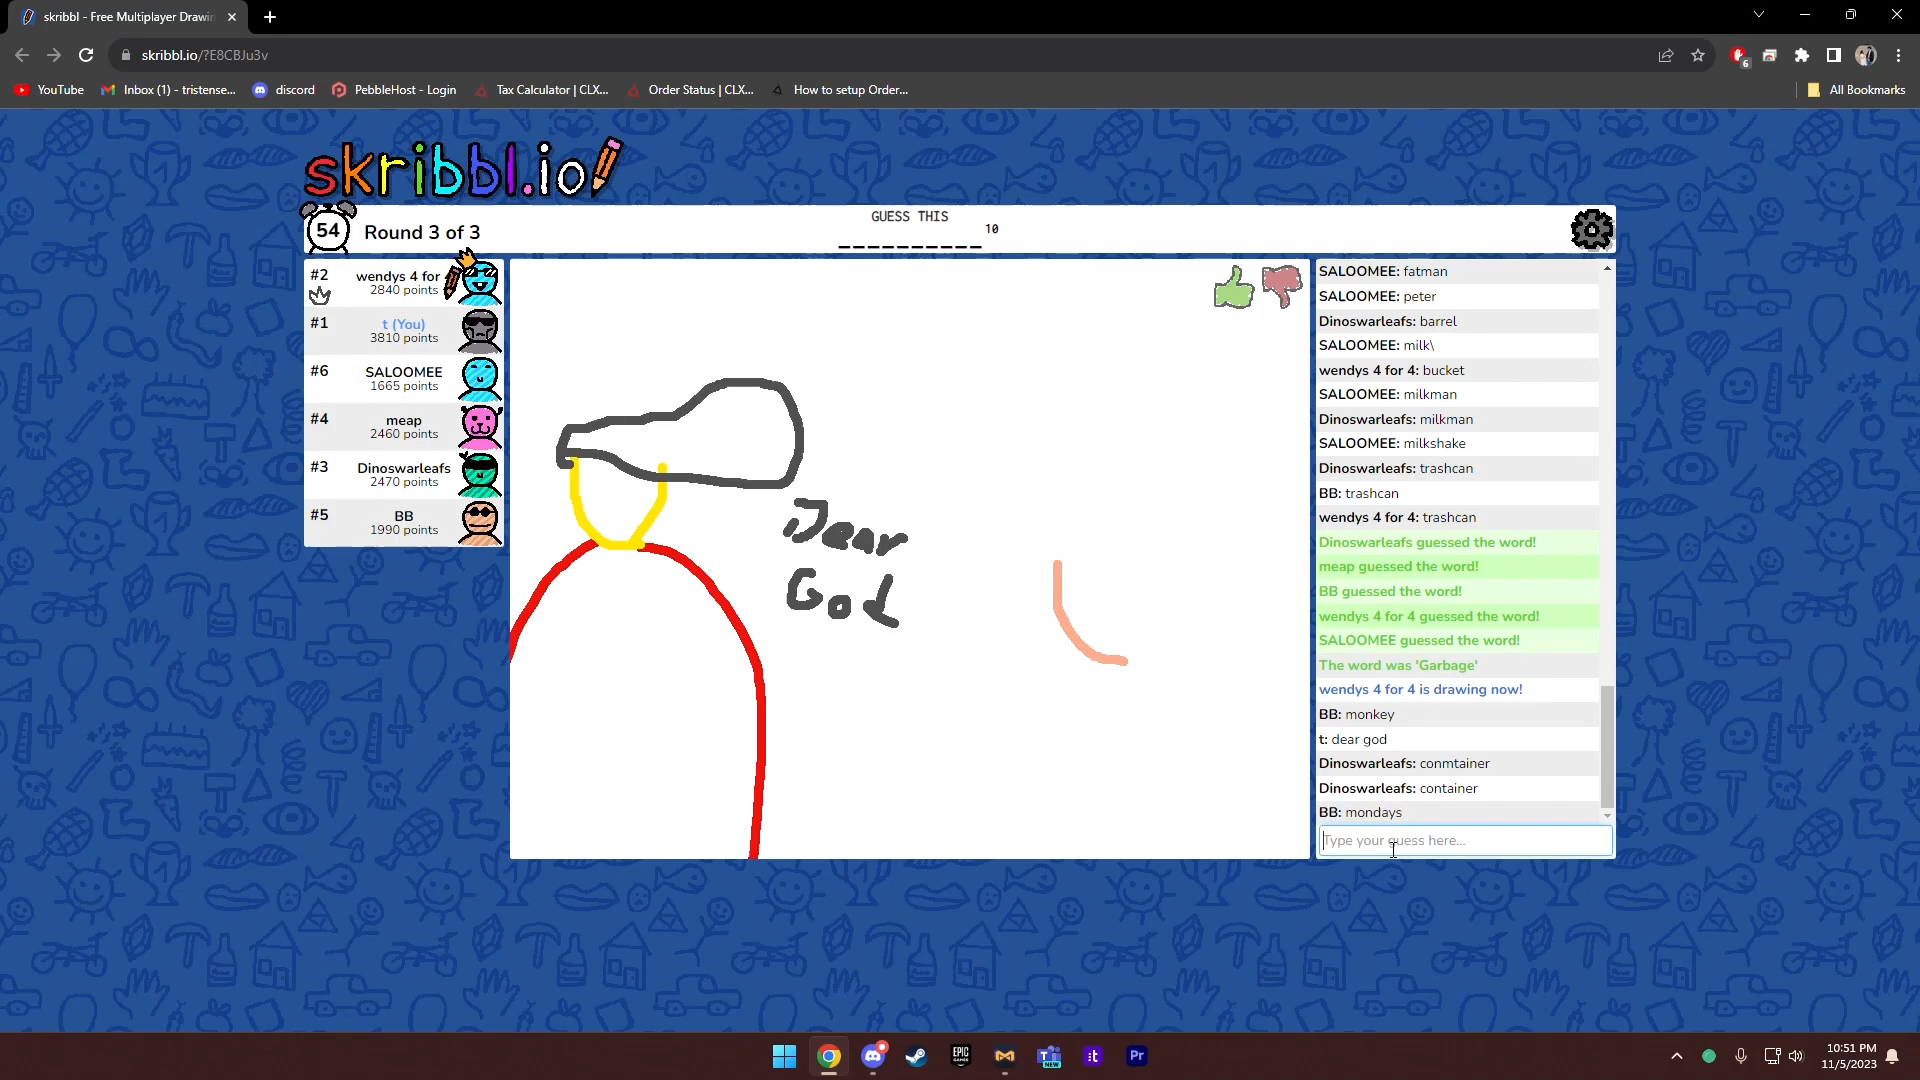 skribbl - Free Multiplayer Drawin
skribbl.io/?E8CBJu3v
6
YouTube
Inbox (1) - tristense...
discord
PebbleHost - Login
Tax Calculator | CLX...
Order Status | CLX...
How to setup Order...
All Bookmarks
skribbl.io
54
Round 3 of 3
GUESS THIS
__________ 10
#2
wendys 4 for
2840 points
#1
t (You)
3810 points
#6
SALOOMEE
1665 points
#4
meap
2460 points
#3
Dinoswarleafs
2470 points
#5
BB
1990 points
Dear
God
SALOOMEE: fatman
SALOOMEE: peter
Dinoswarleafs: barrel
SALOOMEE: milk\
wendys 4 for 4: bucket
SALOOMEE: milkman
Dinoswarleafs: milkman
SALOOMEE: milkshake
Dinoswarleafs: trashcan
BB: trashcan
wendys 4 for 4: trashcan
Dinoswarleafs guessed the word!
meap guessed the word!
BB guessed the word!
wendys 4 for 4 guessed the word!
SALOOMEE guessed the word!
The word was 'Garbage'
wendys 4 for 4 is drawing now!
BB: monkey
t: dear god
Dinoswarleafs: conmtainer
Dinoswarleafs: container
BB: mondays
Type your guess here...
EPIC
GAMES
NEW
:t
Pr
10:51 PM
11/5/2023